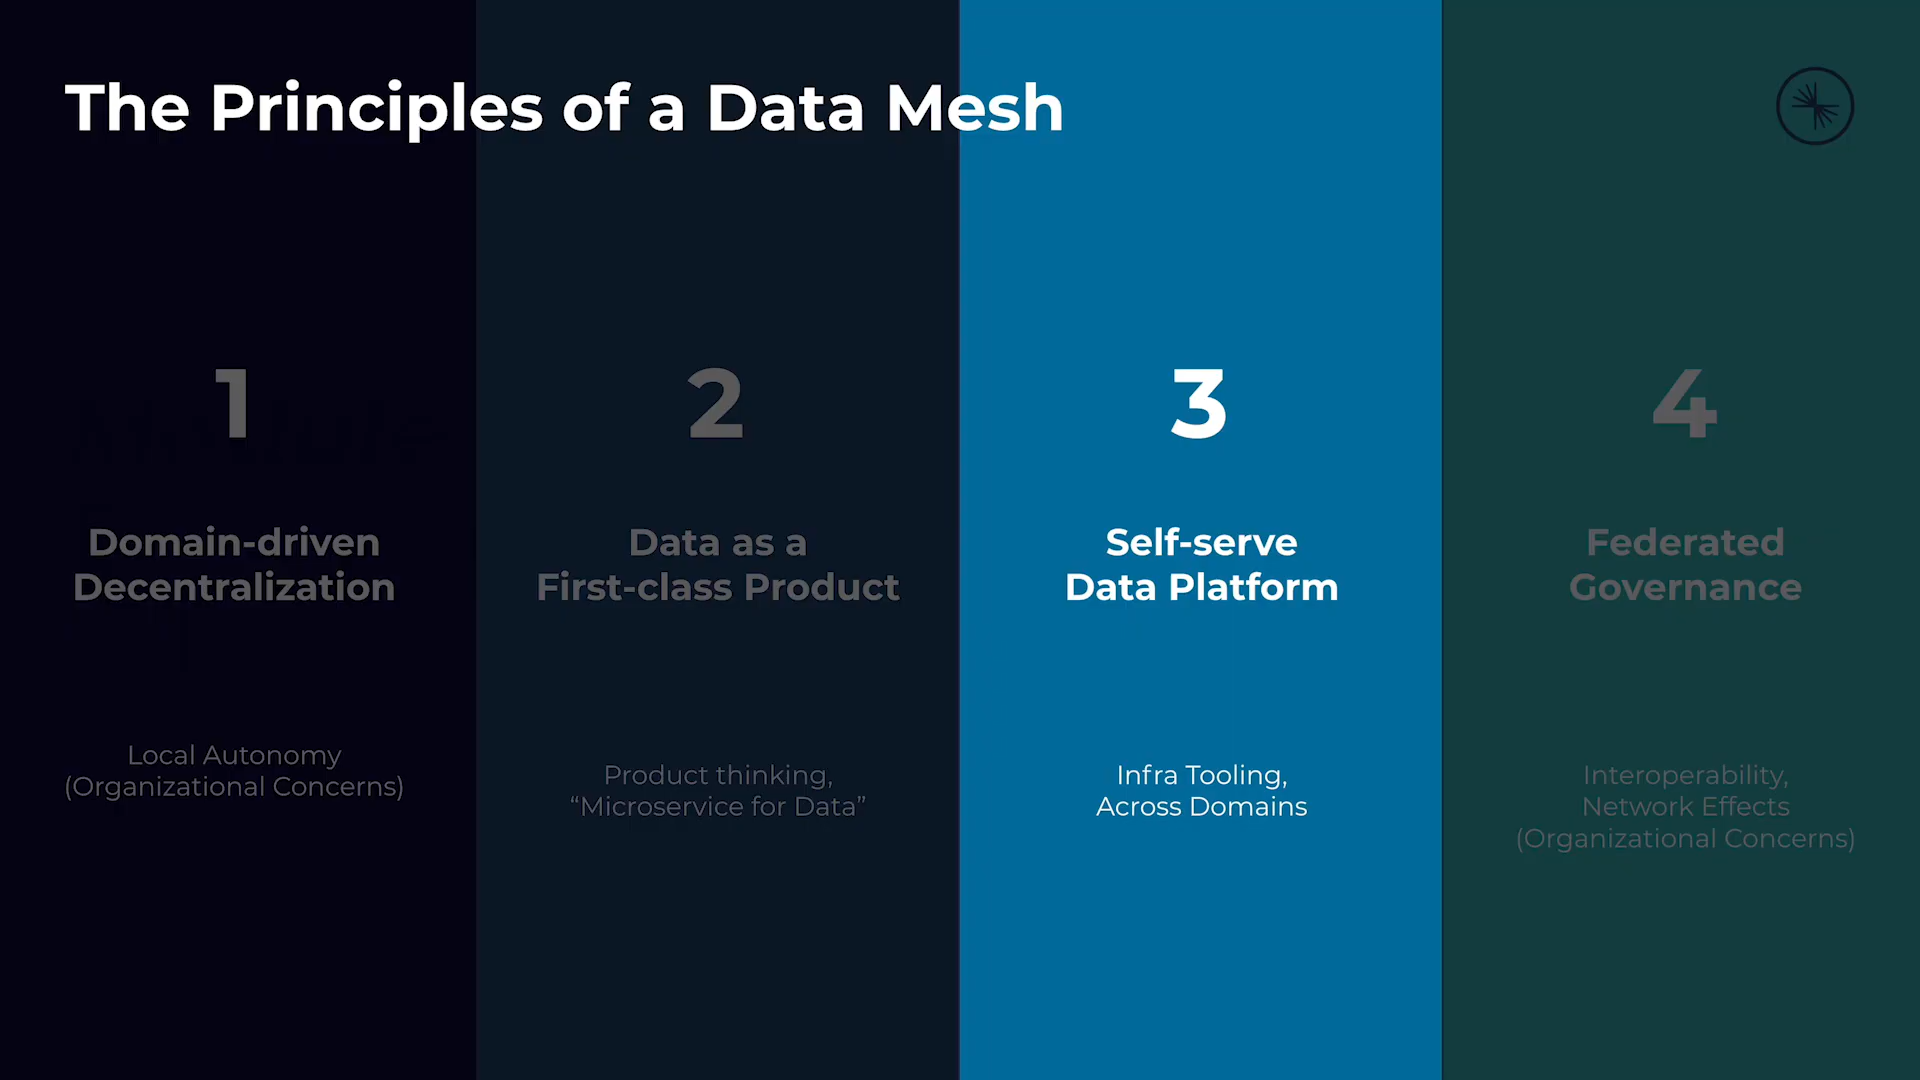 The Principles of a Data Mesh
1
Domain-driven
Decentralization
Local Autonomy
(Organizational Concerns)
2
Data as a
First-class Product
Product thinking,
“Microservice for Data”
3
Self-serve
Data Platform
Infra Tooling,
Across Domains
4
Federated
Governance
Interoperability,
Network Effects
(Organizational Concerns)